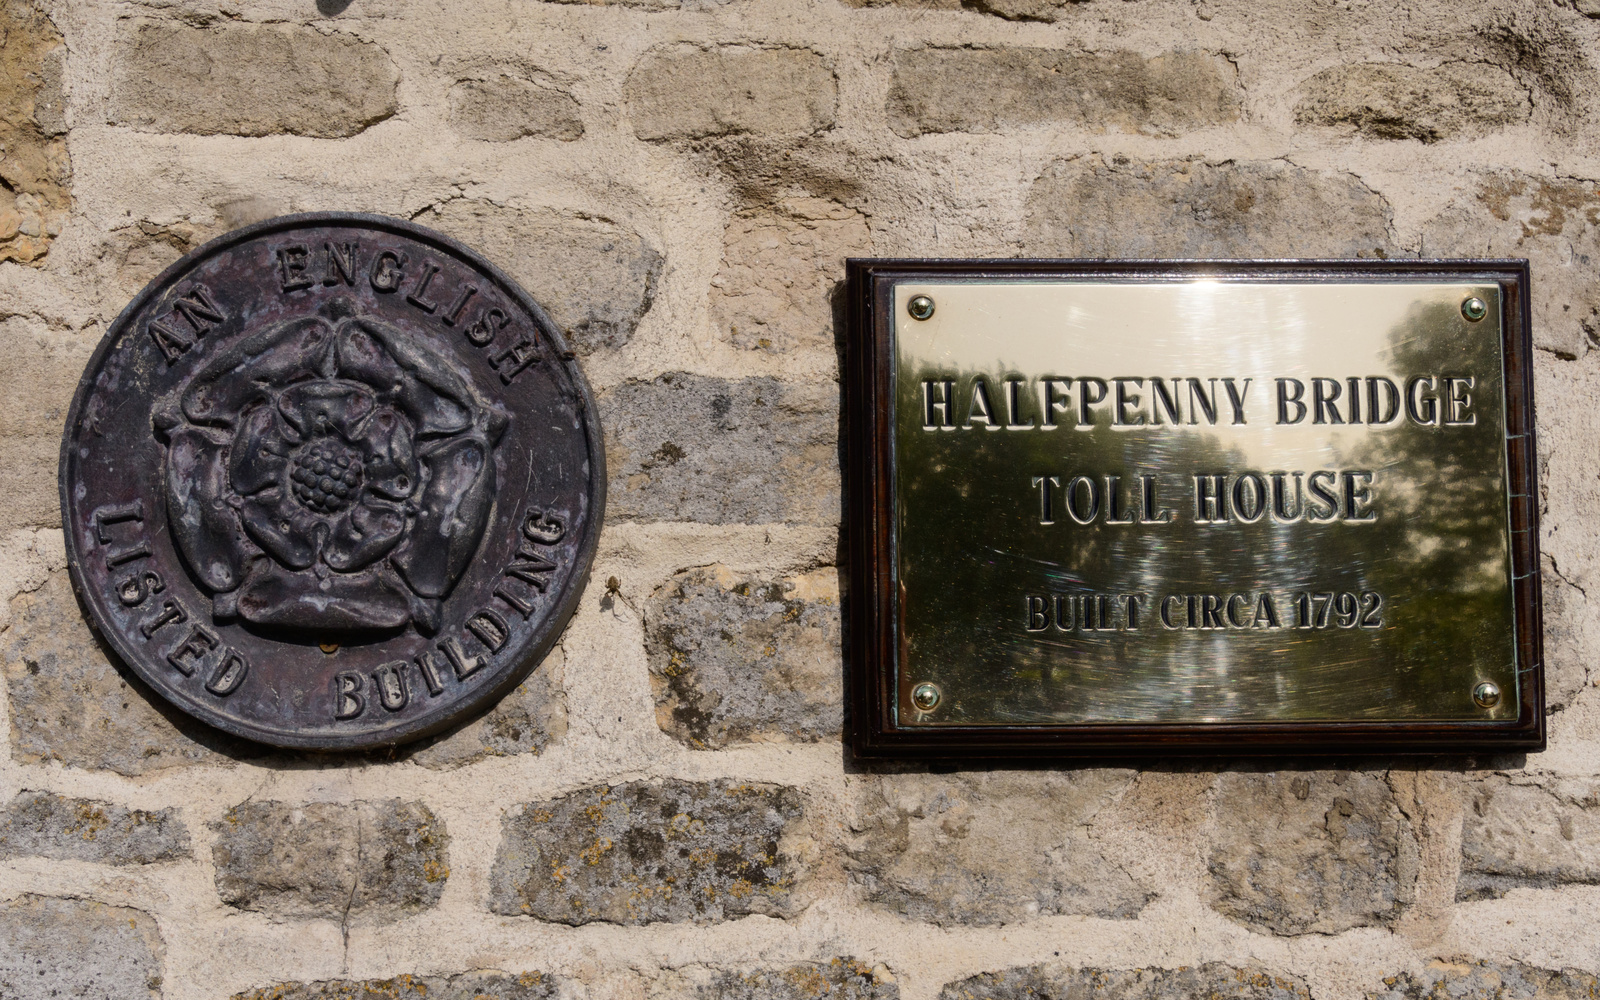 AN ENGLISH
LISTED BUILDING
HALFPENNY BRIDGE
TOLL HOUSE
BUILT CIRCA 1792